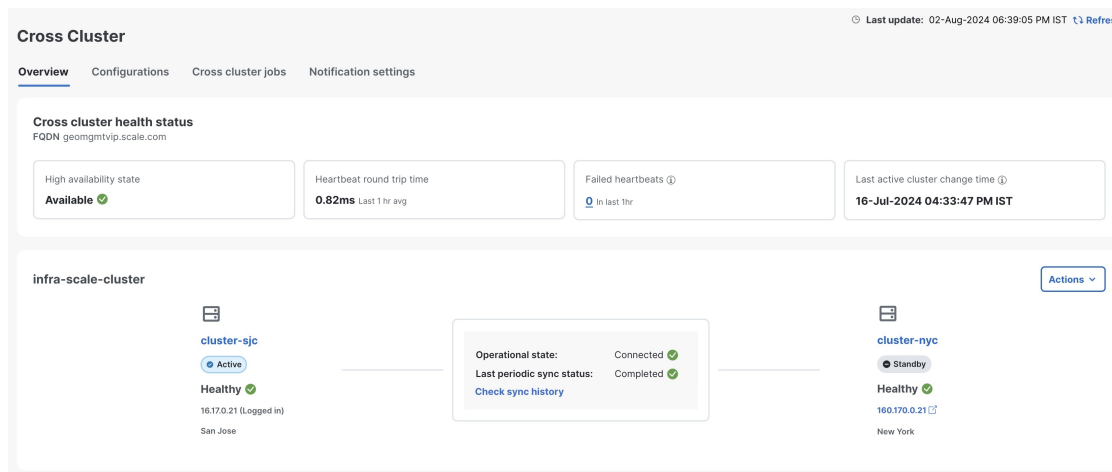 Last update: 02-Aug-2024 06:39:05 PM IST
Cross Cluster
Overview Configurations Cross cluster jobs Notification settings
Cross cluster health status
FQDN geomgmtvip.scale.com
High availability state
Available
Heartbeat round trip time
0.82ms Last 1 hr avg
Failed heartbeats
0 In last 1hr
Last active cluster change time
16-Jul-2024 04:33:47 PM IST
infra-scale-cluster
Actions
cluster-sjc
Active
Healthy
16.17.0.21 (Logged in)
San Jose
Operational state: Connected
Last periodic sync status: Completed
Check sync history
cluster-nyc
Standby
Healthy
160.170.0.21
New York